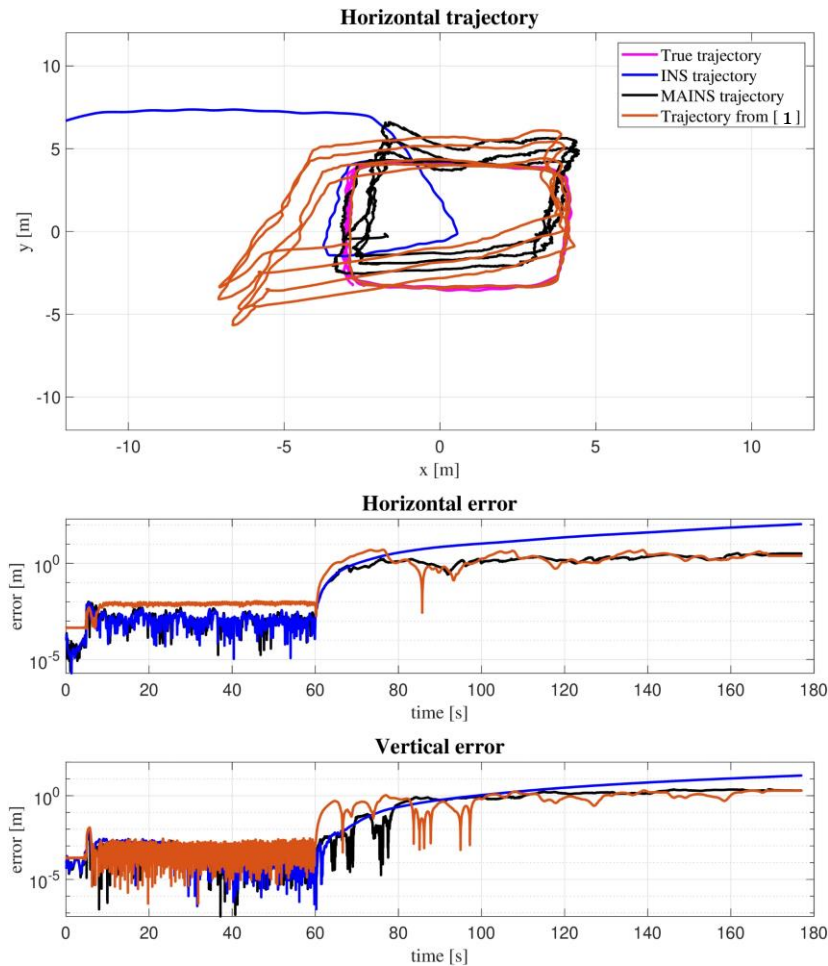 Horizontal trajectory
True trajectory
INS trajectory
MAINS trajectory
Trajectory from [ 1 ]
10
5
0
-5
-10
y [m]
-10
-5
0
5
10
x [m]
Horizontal error
10^0
10^-5
error [m]
0
20
40
60
80
100
120
140
160
180
time [s]
Vertical error
10^0
10^-5
error [m]
0
20
40
60
80
100
120
140
160
180
time [s]